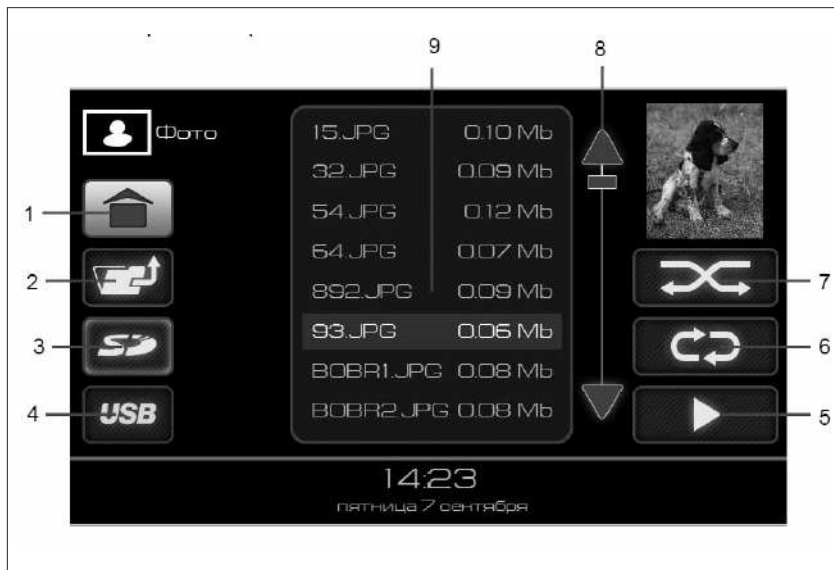 9
8
Фото
15.JPG 0.10 Mb
32.JPG 0.09 Mb
54.JPG 0.12 Mb
64.JPG 0.07 Mb
892.JPG 0.09 Mb
93.JPG 0.06 Mb
BOBR1.JPG 0.08 Mb
BOBR2.JPG 0.08 Mb
1
2
3
SD
4
USB
7
6
5
14:23
пятница 7 сентября